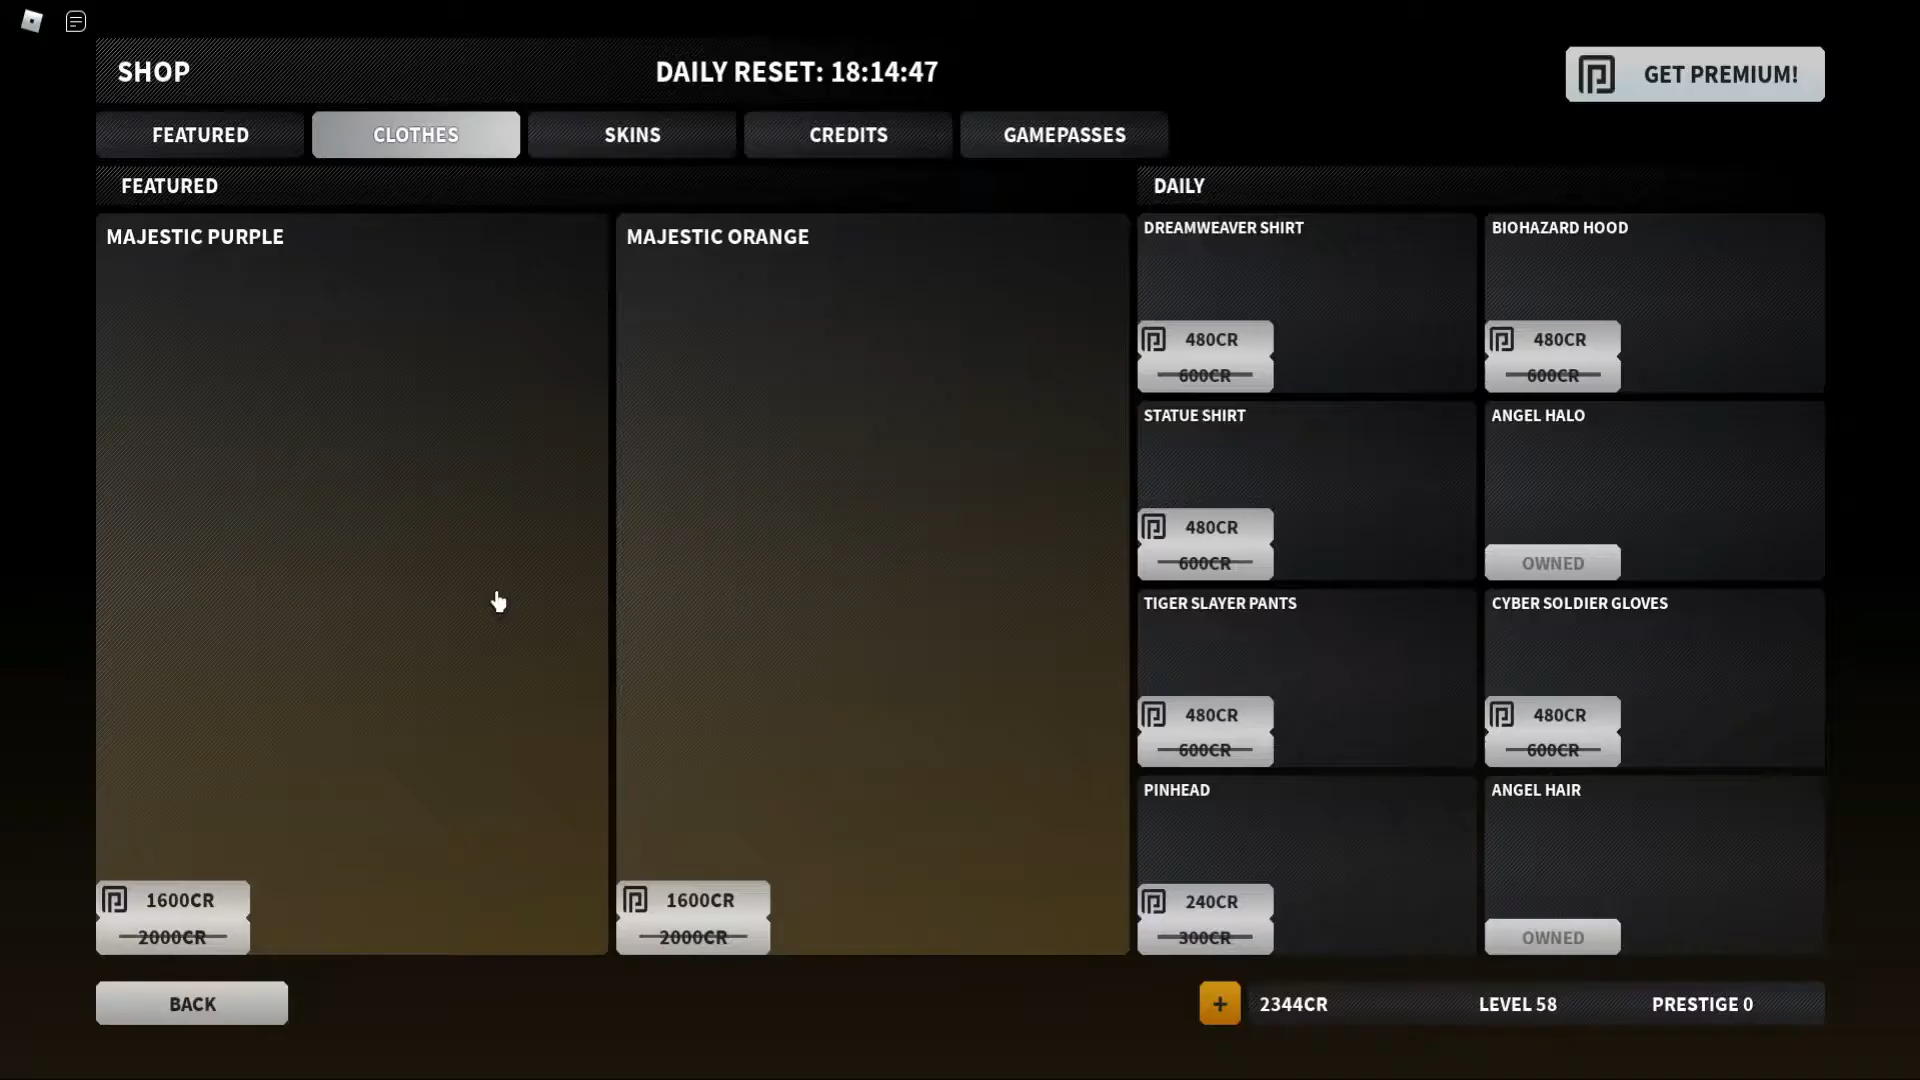 SHOP
DAILY RESET: 18:14:47
GET PREMIUM!
FEATURED
CLOTHES
SKINS
CREDITS
GAMEPASSES
FEATURED
MAJESTIC PURPLE
1600CR
2000CR
MAJESTIC ORANGE
1600CR
2000CR
DAILY
DREAMWEAVER SHIRT
480CR
600CR
BIOHAZARD HOOD
480CR
600CR
STATUE SHIRT
480CR
600CR
ANGEL HALO
OWNED
TIGER SLAYER PANTS
480CR
600CR
CYBER SOLDIER GLOVES
480CR
600CR
PINHEAD
240CR
300CR
ANGEL HAIR
OWNED
BACK
+
2344CR
LEVEL 58
PRESTIGE 0